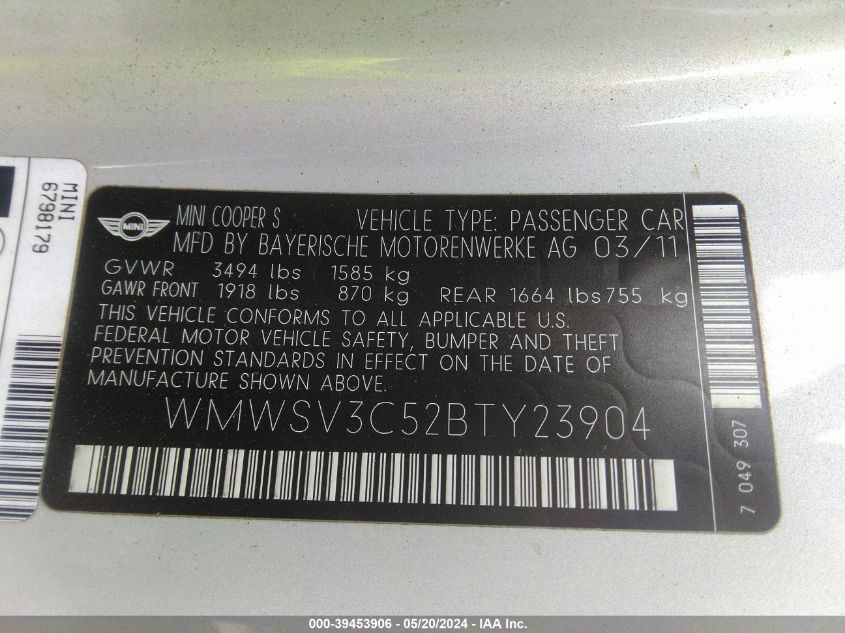 MINI
6798179
MINI
MINI COOPER S VEHICLE TYPE: PASSENGER CAR
MFD BY BAYERISCHE MOTORENWERKE AG 03/11
GVWR 3494 lbs 1585 kg
GAWR FRONT 1918 lbs 870 kg REAR 1664 lbs 755 kg
THIS VEHICLE CONFORMS TO ALL APPLICABLE U.S.
FEDERAL MOTOR VEHICLE SAFETY, BUMPER AND THEFT
PREVENTION STANDARDS IN EFFECT ON THE DATE OF
MANUFACTURE SHOWN ABOVE.
WMWSV3C52BTY23904
7 049 307
000-39453906 - 05/20/2024 - IAA Inc.